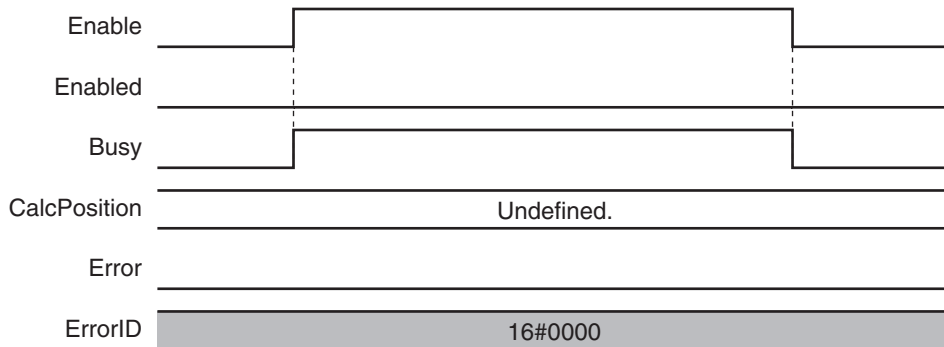 Enable
Enabled
Busy
CalcPosition
Undefined.
Error
ErrorID
16#0000